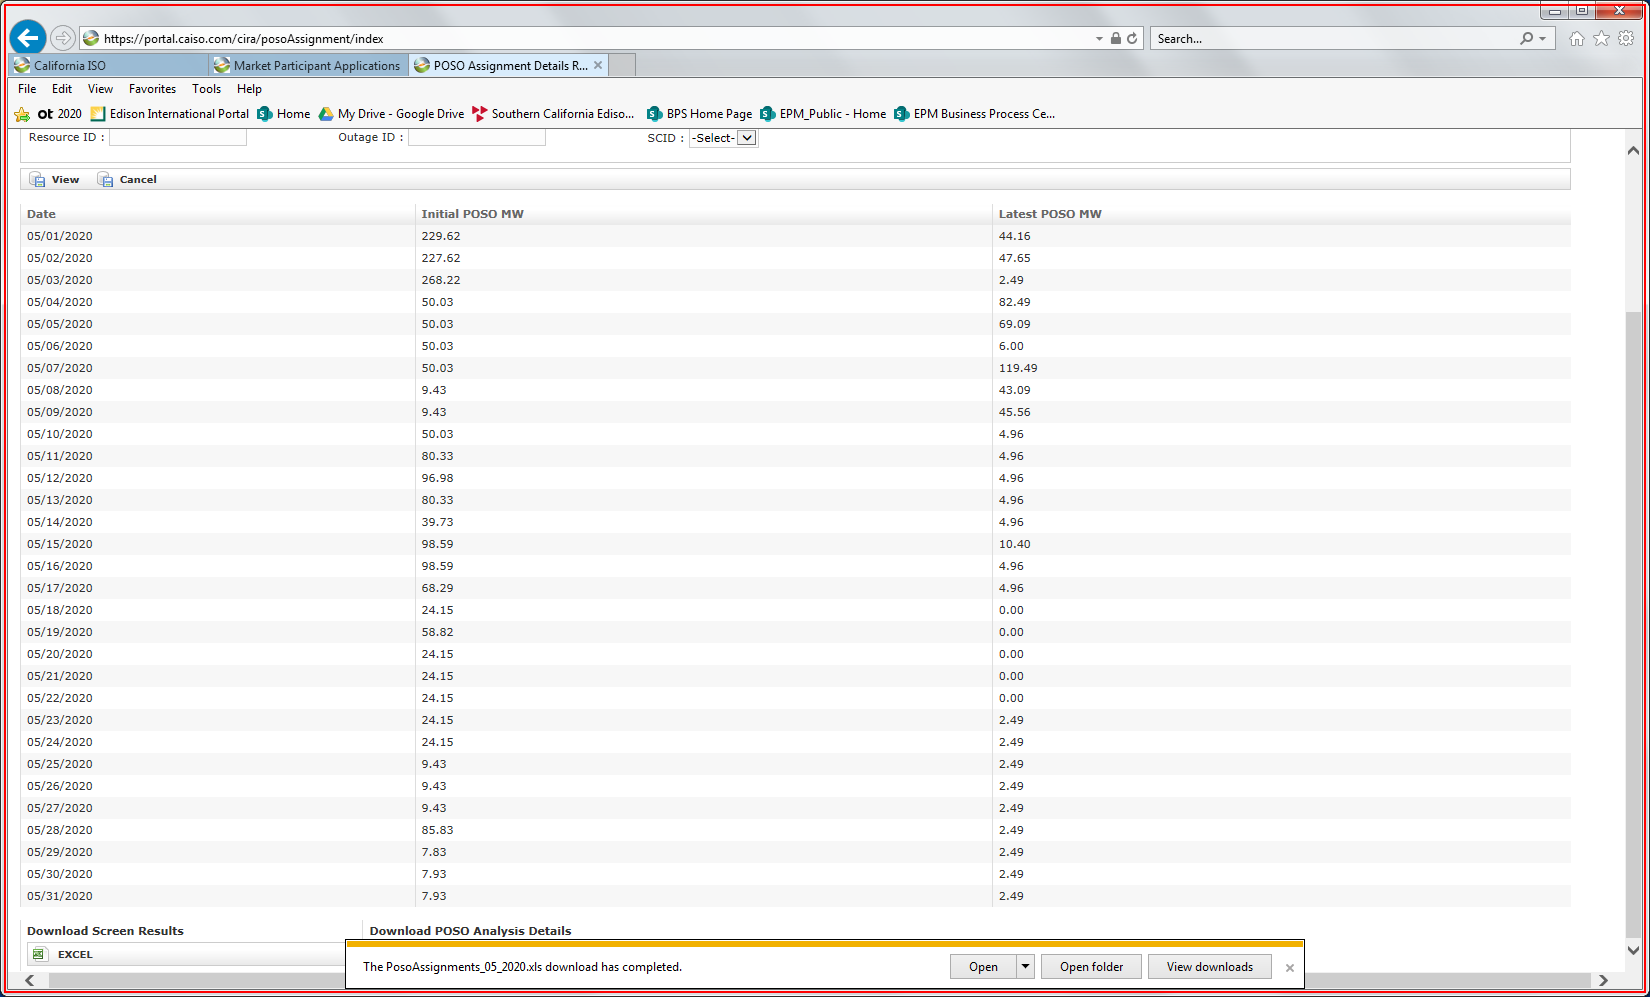 https://portal.caiso.com/cira/posoAssignment/index
Search...
California ISO
Market Participant Applications
POSO Assignment Details R...
File Edit View Favorites Tools Help
ot 2020 Edison International Portal Home My Drive - Google Drive Southern California Ediso... BPS Home Page EPM_Public - Home EPM Business Process Ce...
Resource ID : Outage ID : SCID : -Select-
View Cancel
Date Initial POSO MW Latest POSO MW
05/01/2020 229.62 44.16
05/02/2020 227.62 47.65
05/03/2020 268.22 2.49
05/04/2020 50.03 82.49
05/05/2020 50.03 69.09
05/06/2020 50.03 6.00
05/07/2020 50.03 119.49
05/08/2020 9.43 43.09
05/09/2020 9.43 45.56
05/10/2020 50.03 4.96
05/11/2020 80.33 4.96
05/12/2020 96.98 4.96
05/13/2020 80.33 4.96
05/14/2020 39.73 4.96
05/15/2020 98.59 10.40
05/16/2020 98.59 4.96
05/17/2020 68.29 4.96
05/18/2020 24.15 0.00
05/19/2020 58.82 0.00
05/20/2020 24.15 0.00
05/21/2020 24.15 0.00
05/22/2020 24.15 0.00
05/23/2020 24.15 2.49
05/24/2020 24.15 2.49
05/25/2020 9.43 2.49
05/26/2020 9.43 2.49
05/27/2020 9.43 2.49
05/28/2020 85.83 2.49
05/29/2020 7.83 2.49
05/30/2020 7.93 2.49
05/31/2020 7.93 2.49
Download Screen Results Download POSO Analysis Details
EXCEL
The PosoAssignments_05_2020.xls download has completed. Open Open folder View downloads